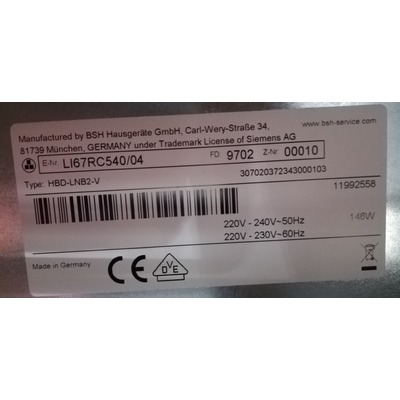 Manufactured by BSH Hausgeräte GmbH, Carl-Wery-Straße 34,
81739 München, GERMANY under Trademark License of Siemens AG
www.bsh-service.com
E-Nr. LI67RC540/04 FD 9702 Z-Nr. 00010
307020372343000103
Type: HBD-LNB2-V 11992558
220V - 240V~50Hz 146W
220V - 230V~60Hz
Made in Germany CE DVE